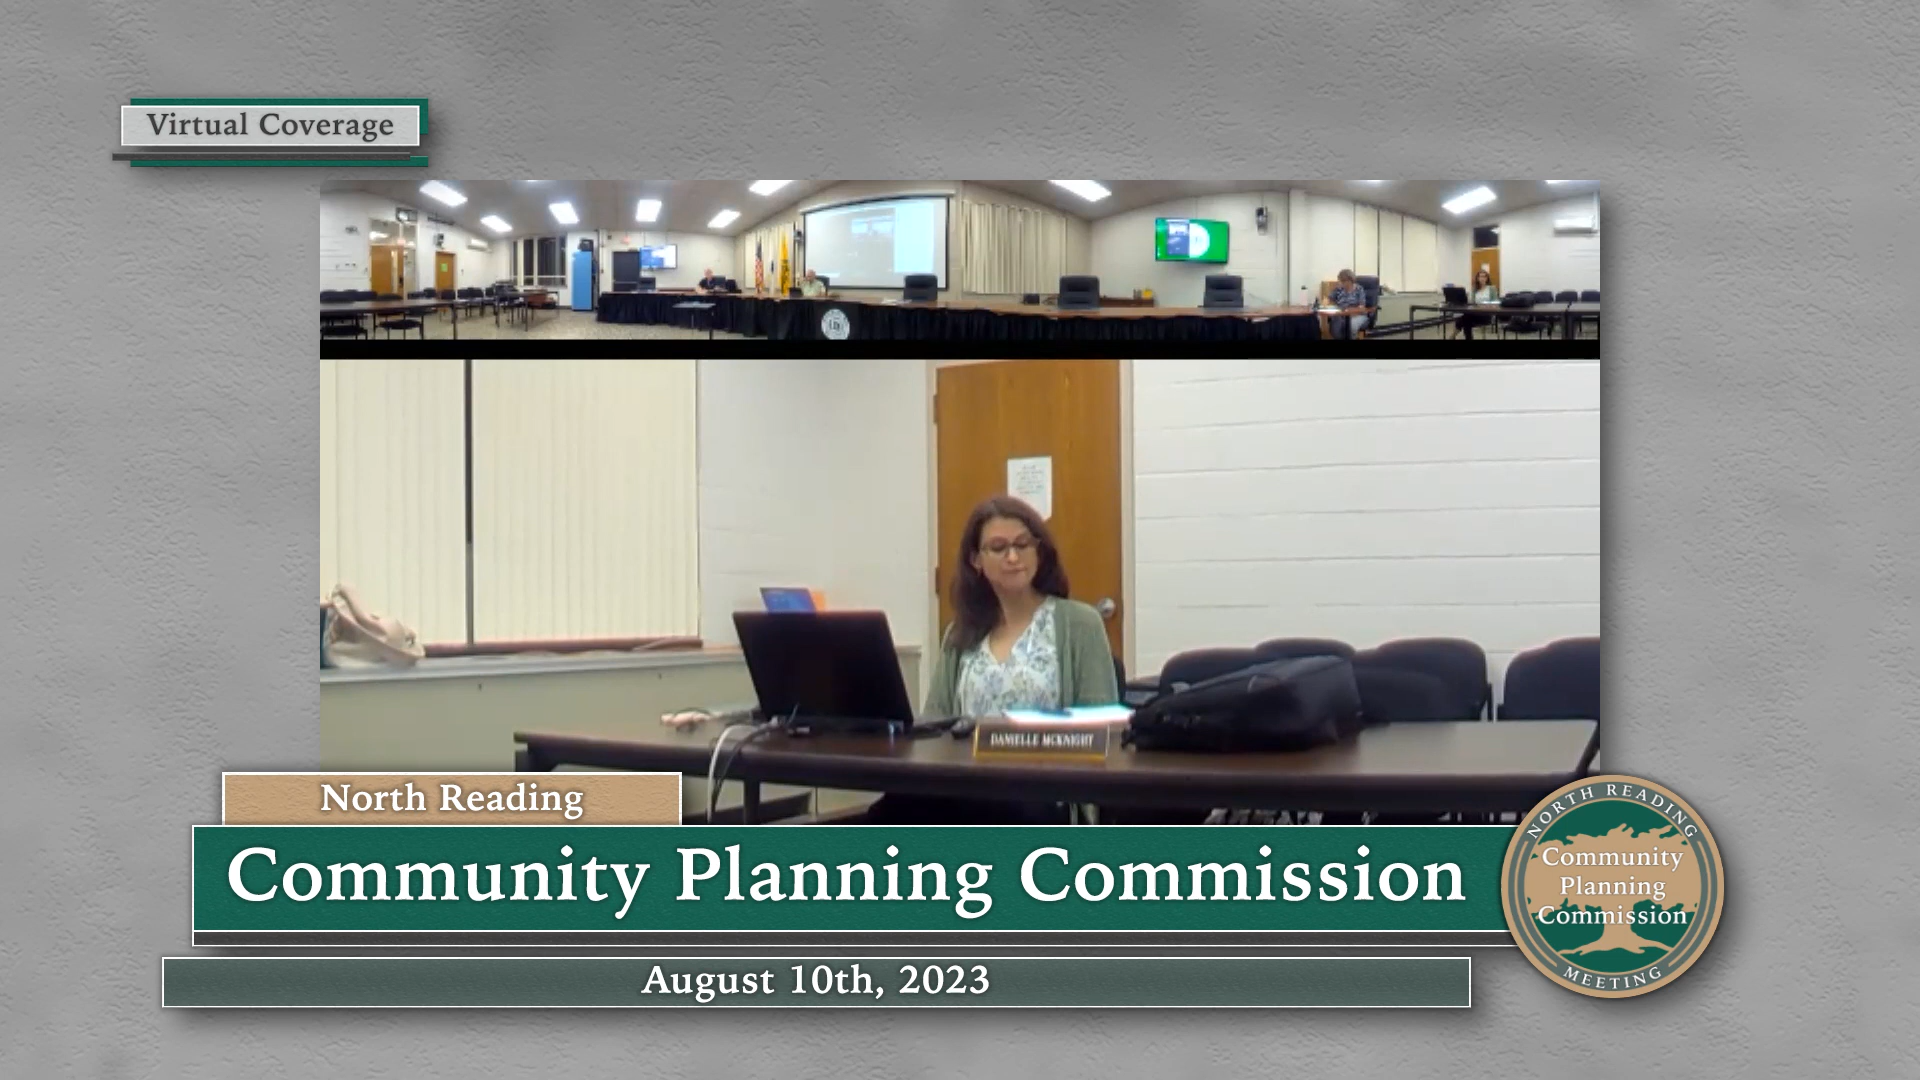 Virtual Coverage
DANIELLE MCKNIGHT
North Reading
Community Planning Commission
August 10th, 2023
NORTH READING
Community
Planning
Commission
MEETING